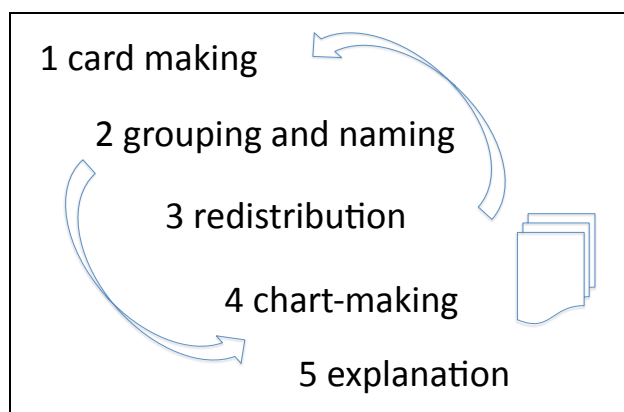 1 card making
2 grouping and naming
3 redistribution
4 chart-making
5 explanation